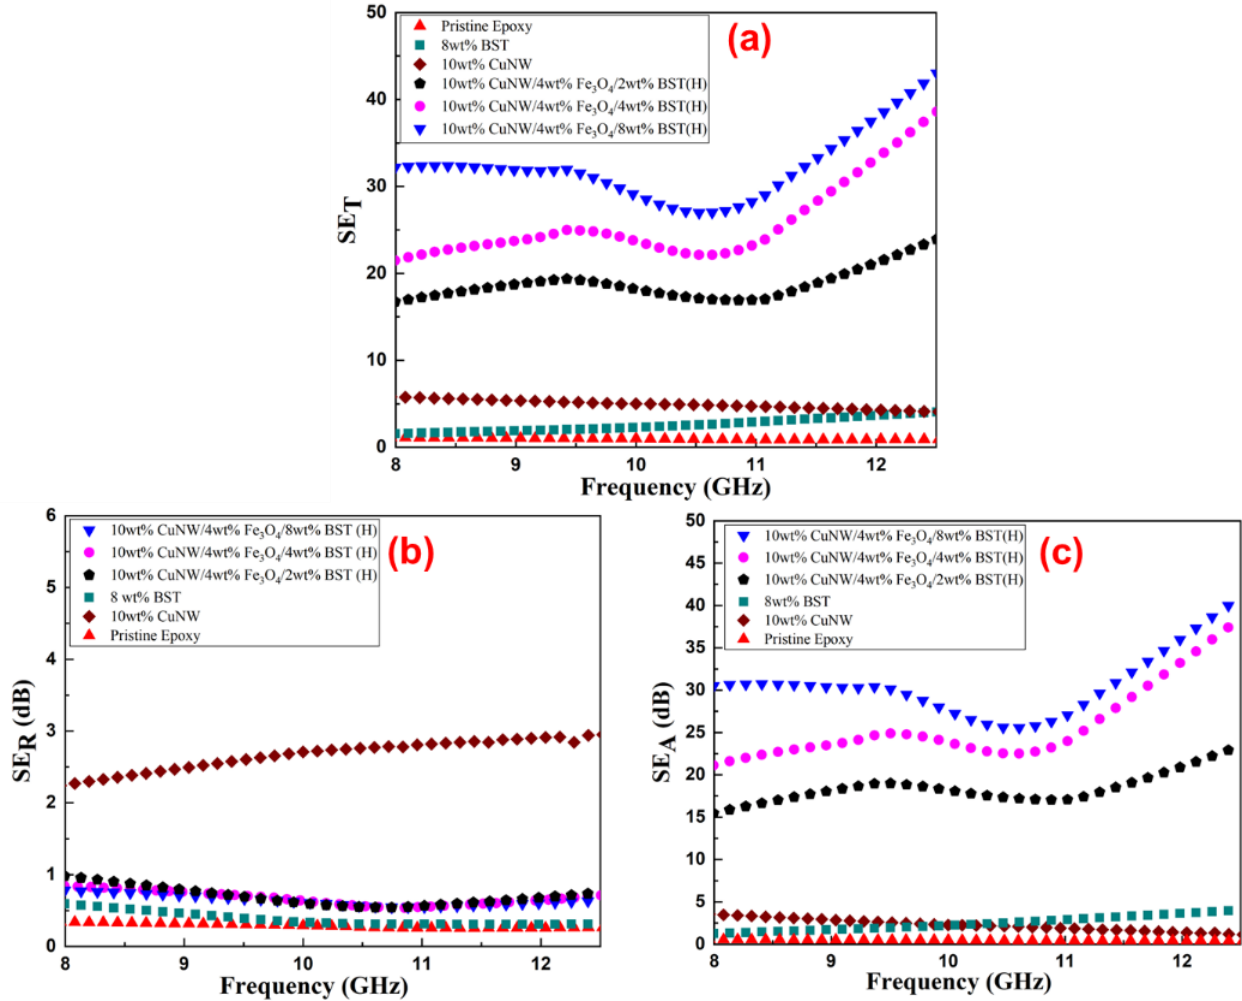 (a)
50
40
30
20
10
0
SET
Pristine Epoxy
8wt% BST
10wt% CuNW
10wt% CuNW/4wt% Fe3O4/2wt% BST(H)
10wt% CuNW/4wt% Fe3O4/4wt% BST(H)
10wt% CuNW/4wt% Fe3O4/8wt% BST(H)
8 9 10 11 12
Frequency (GHz)
(b)
6
5
4
3
2
1
0
SER (dB)
10wt% CuNW/4wt% Fe3O4/8wt% BST (H)
10wt% CuNW/4wt% Fe3O4/4wt% BST (H)
10wt% CuNW/4wt% Fe3O4/2wt% BST (H)
8 wt% BST
10wt% CuNW
Pristine Epoxy
8 9 10 11 12
Frequency (GHz)
(c)
50
45
40
35
30
25
20
15
10
5
0
SEA (dB)
10wt% CuNW/4wt% Fe3O4/8wt% BST(H)
10wt% CuNW/4wt% Fe3O4/4wt% BST(H)
10wt% CuNW/4wt% Fe3O4/2wt% BST(H)
8wt% BST
10wt% CuNW
Pristine Epoxy
8 9 10 11 12
Frequency (GHz)